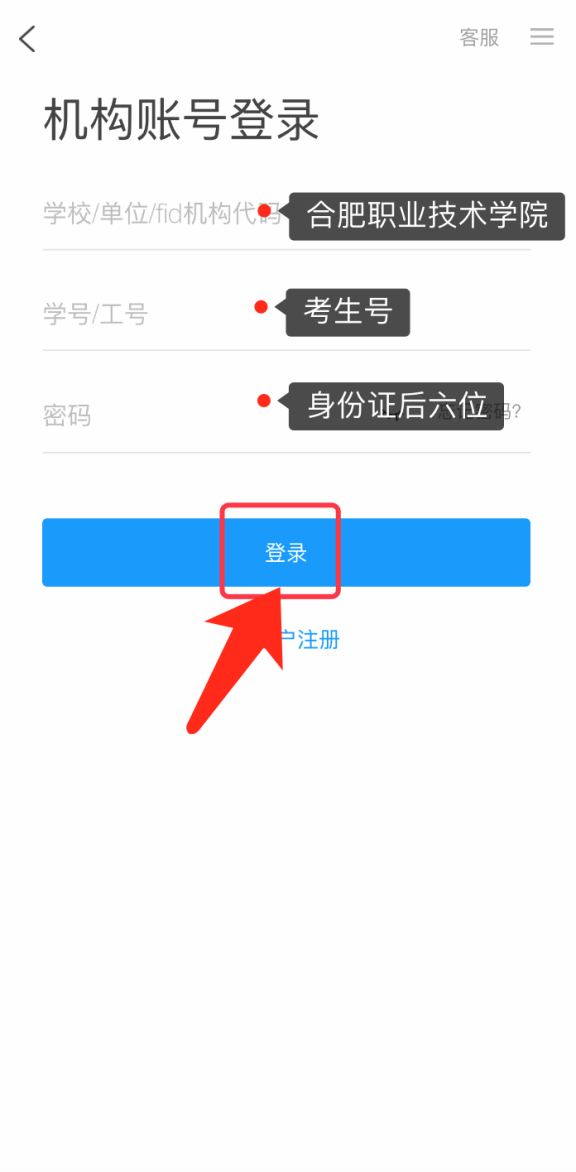 客服
机构账号登录
学校/单位/fid机构代码
合肥职业技术学院
学号/工号
考生号
密码
身份证后六位
密码?
登录
户注册